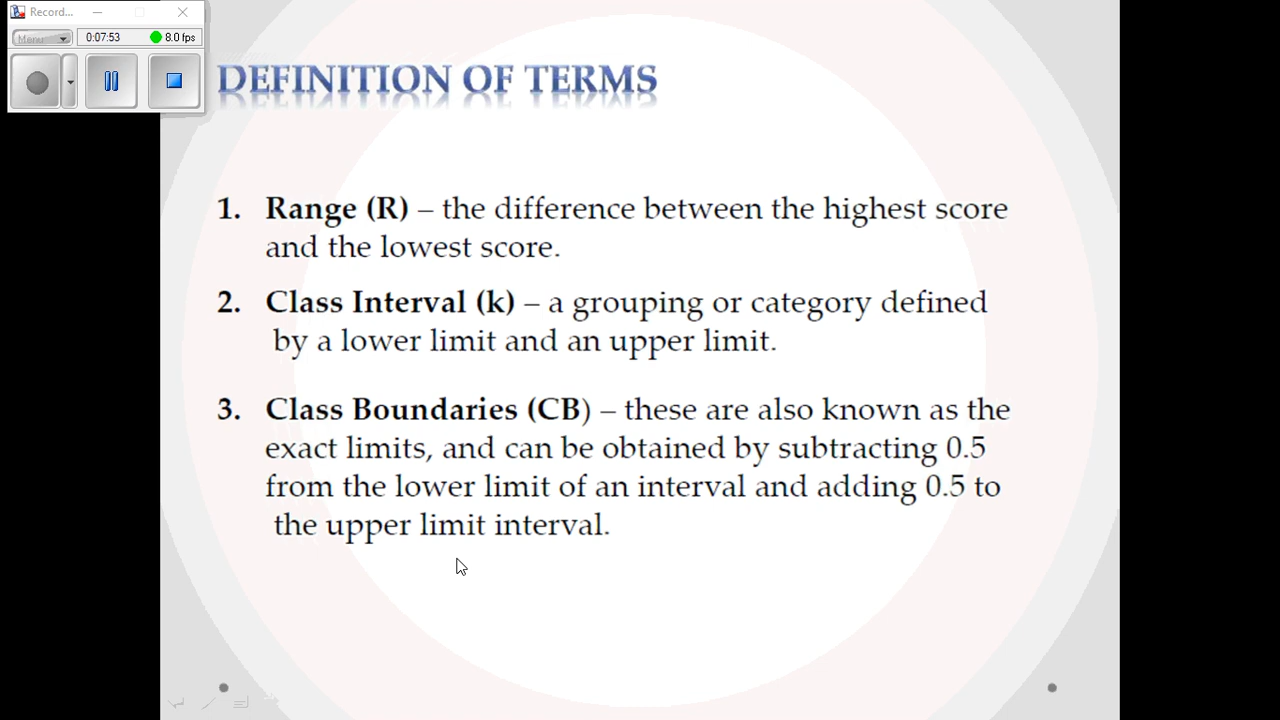 Record...
Menu
0:07:53
8.0 fps
DEFINITION OF TERMS
1. Range (R) – the difference between the highest score
and the lowest score.
2. Class Interval (k) – a grouping or category defined
by a lower limit and an upper limit.
3. Class Boundaries (CB) – these are also known as the
exact limits, and can be obtained by subtracting 0.5
from the lower limit of an interval and adding 0.5 to
the upper limit interval.